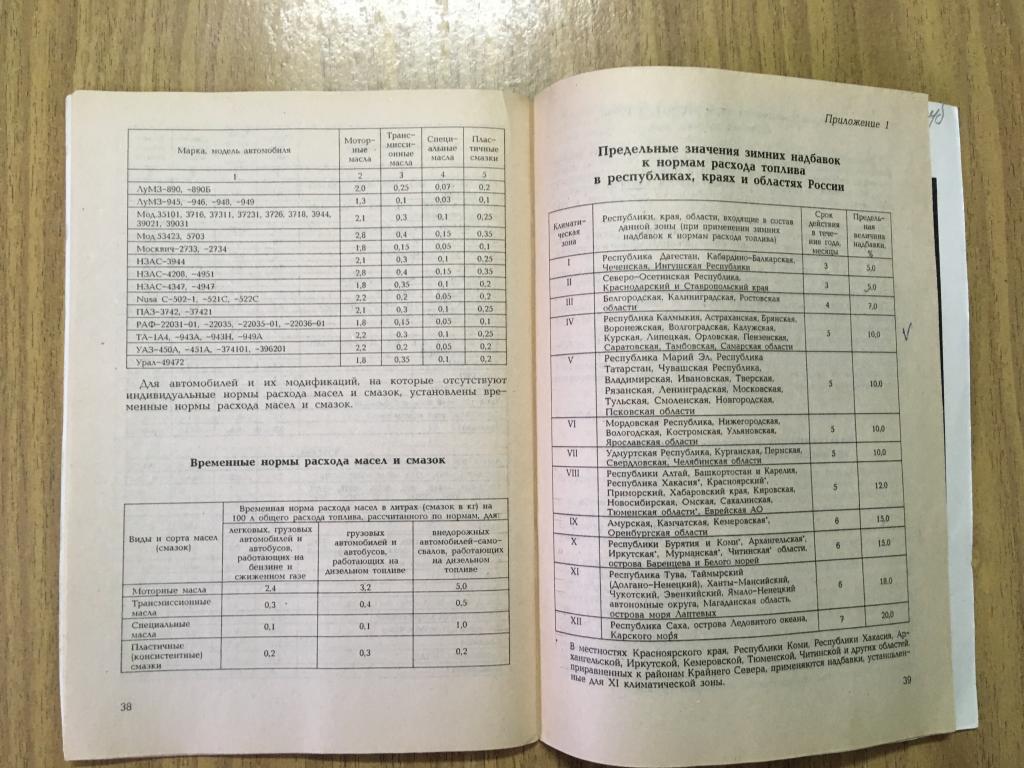 Марка, модель автомобиля | Мотор-ные масла | Транс-мисси-онные масла | Специ-альные масла | Плас-тичные смазки
1 | 2 | 3 | 4 | 5
ЛуМЗ-890, -890Б | 2,0 | 0,25 | 0,07 | 0,2
ЛуМЗ-945, -946, -948, -949 | 1,3 | 0,1 | 0,03 | 0,1
Мод.35101, 3716, 37311, 37231, 3726, 3718, 3944,
39021, 39031 | 2,1 | 0,3 | 0,1 | 0,25
Мод 53423, 5703 | 2,8 | 0,4 | 0,15 | 0,35
Москвич-2733, -2734 | 1,8 | 0,15 | 0,05 | 0,1
НЗАС-3944 | 2,1 | 0,3 | 0,1 | 0,25
НЗАС-4208, -4951 | 2,8 | 0,4 | 0,15 | 0,35
НЗАС-4347, -4947 | 1,8 | 0,35 | 0,1 | 0,2
Nusa C-502-1, -521C, -522C | 2,2 | 0,2 | 0,05 | 0,2
ПАЗ-3742, -37421 | 2,1 | 0,3 | 0,1 | 0,25
РАФ-22031-01, -22035, -22035-01, -22036-01 | 1,8 | 0,15 | 0,05 | 0,1
ТА-1А4, -943А, -943Н, -949А | 2,2 | 0,3 | 0,1 | 0,25
УАЗ-450А, -451А, -374101, -396201 | 2,2 | 0,2 | 0,05 | 0,2
Урал-49472 | 1,8 | 0,35 | 0,1 | 0,2
Для автомобилей и их модификаций, на которые отсутствуют
индивидуальные нормы расхода масел и смазок, установлены вре-
менные нормы расхода масел и смазок.
Временные нормы расхода масел и смазок
Виды и сорта масел
(смазок)
Временная норма расхода масел в литрах (смазок в кг) на
100 л общего расхода топлива, рассчитанного по нормам, для:
легковых, грузовых
автомобилей и
автобусов,
работающих на
бензине и
сжиженном газе
грузовых
автомобилей и
автобусов,
работающих на
дизельном топливе
внедорожных
автомобилей-само-
свалов, работающих
на дизельном
топливе
Моторные масла | 2,4 | 3,2 | 5,0
Трансмиссионные
масла | 0,3 | 0,4 | 0,5
Специальные
масла | 0,1 | 0,1 | 1,0
Пластичные
(консистентные)
смазки | 0,2 | 0,3 | 0,2
38
Приложение 1
Предельные значения зимних надбавок
к нормам расхода топлива
в республиках, краях и областях России
Климати-
ческая
зона
Республики, края, области, входящие в состав
данной зоны (при применении зимних
надбавок к нормам расхода топлива)
Срок
действия
в тече-
ние года,
месяцы
Предель-
ная
величина
надбавки,
%
I | Республика Дагестан, Кабардино-Балкарская,
Чеченская, Ингушская Республики | 3 | 5,0
II | Северо-Осетинская Республика,
Краснодарский и Ставропольский края | 3 | 5,0
III | Белгородская, Калининградская, Ростовская
области | 4 | 7,0
IV | Республика Калмыкия, Астраханская, Брянская,
Воронежская, Волгоградская, Калужская,
Курская, Липецкая, Орловская, Пензенская,
Саратовская, Тамбовская, Самарская области | 5 | 10,0
V | Республика Марий Эл, Республика
Татарстан, Чувашская Республика,
Владимирская, Ивановская, Тверская,
Рязанская, Ленинградская, Московская,
Тульская, Смоленская, Новгородская,
Псковская области | 5 | 10,0
VI | Мордовская Республика, Нижегородская,
Вологодская, Костромская, Ульяновская,
Ярославская области | 5 | 10,0
VII | Удмуртская Республика, Курганская, Пермская,
Свердловская, Челябинская области | 5 | 10,0
VIII | Республики Алтай, Башкортостан и Карелия,
Республика Хакасия*, Красноярский*,
Приморский, Хабаровский края, Кировская,
Новосибирская, Омская, Сахалинская,
Тюменская области*, Еврейская АО | 5 | 12,0
IX | Амурская, Камчатская, Кемеровская*,
Оренбургская области | 6 | 15,0
X | Республики Бурятия и Коми*, Архангельская*,
Иркутская*, Мурманская*, Читинская* области,
острова Баренцева и Белого морей | 6 | 15,0
XI | Республика Тува, Таймырский
(Долгано-Ненецкий), Ханты-Мансийский,
Чукотский, Эвенкийский, Ямало-Ненецкий
автономные округа, Магаданская область,
острова моря Лаптевых | 6 | 18,0
XII | Республика Саха, острова Ледовитого океана,
Карского моря | 7 | 20,0
* В местностях Красноярского края, Республики Коми, Республики Хакасия, Ар-
хангельской, Иркутской, Кемеровской, Тюменской, Читинской и других областей,
приравненных к районам Крайнего Севера, применяются надбавки, установлен-
ные для XI климатической зоны.
39